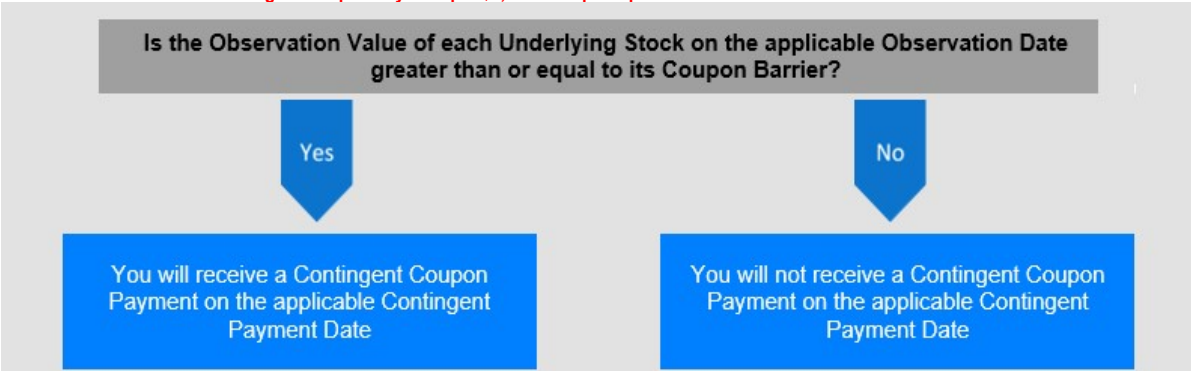 Is the Observation Value of each Underlying Stock on the applicable Observation Date
greater than or equal to its Coupon Barrier?
Yes
No
You will receive a Contingent Coupon
Payment on the applicable Contingent
Payment Date
You will not receive a Contingent Coupon
Payment on the applicable Contingent
Payment Date